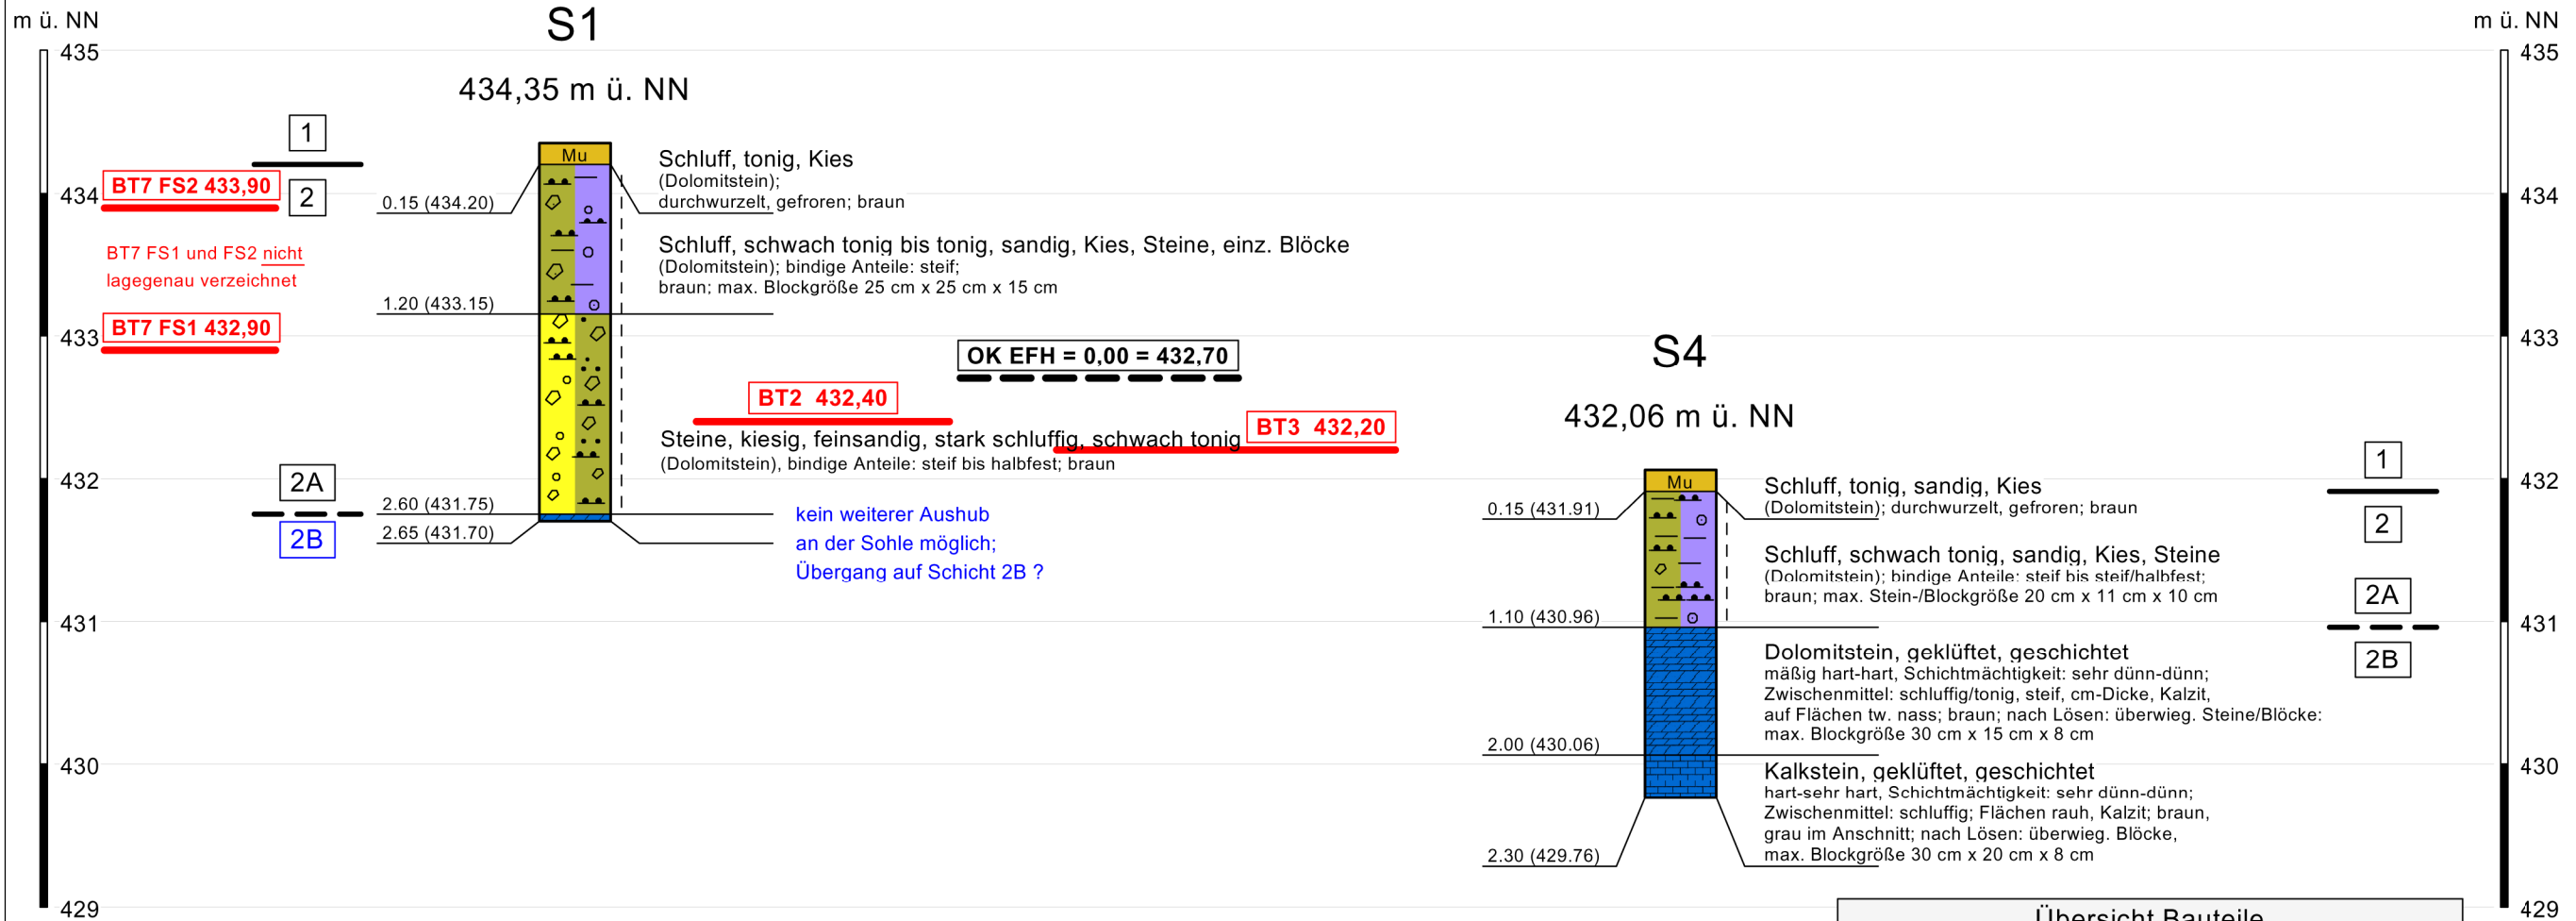 m ü. NN
435
434
433
432
431
430
429
S1
434,35 m ü. NN
1
2
BT7 FS2 433,90
BT7 FS1 und FS2 nicht
lagegenau verzeichnet
BT7 FS1 432,90
2A
2B
Mu
0.15 (434.20)
1.20 (433.15)
2.60 (431.75)
2.65 (431.70)
Schluff, tonig, Kies
(Dolomitstein);
durchwurzelt, gefroren; braun
Schluff, schwach tonig bis tonig, sandig, Kies, Steine, einz. Blöcke
(Dolomitstein); bindige Anteile: steif;
braun; max. Blockgröße 25 cm x 25 cm x 15 cm
OK EFH = 0,00 = 432,70
BT2 432,40
BT3 432,20
Steine, kiesig, feinsandig, stark schluffig, schwach tonig
(Dolomitstein), bindige Anteile: steif bis halbfest; braun
kein weiterer Aushub
an der Sohle möglich;
Übergang auf Schicht 2B ?
S4
432,06 m ü. NN
Mu
0.15 (431.91)
1.10 (430.96)
2.00 (430.06)
2.30 (429.76)
Schluff, tonig, sandig, Kies
(Dolomitstein); durchwurzelt, gefroren; braun
Schluff, schwach tonig, sandig, Kies, Steine
(Dolomitstein); bindige Anteile: steif bis steif/halbfest;
braun; max. Stein-/Blockgröße 20 cm x 11 cm x 10 cm
Dolomitstein, geklüftet, geschichtet
mäßig hart-hart, Schichtmächtigkeit: sehr dünn-dünn;
Zwischenmittel: schluffig/tonig, steif, cm-Dicke, Kalzit,
auf Flächen tw. nass; braun; nach Lösen: überwieg. Steine/Blöcke:
max. Blockgröße 30 cm x 15 cm x 8 cm
Kalkstein, geklüftet, geschichtet
hart-sehr hart, Schichtmächtigkeit: sehr dünn-dünn;
Zwischenmittel: schluffig; Flächen rauh, Kalzit; braun,
grau im Anschnitt; nach Lösen: überwieg. Blöcke,
max. Blockgröße 30 cm x 20 cm x 8 cm
1
2
2A
2B
m ü. NN
435
434
433
432
431
430
429
Übersicht Bauteile